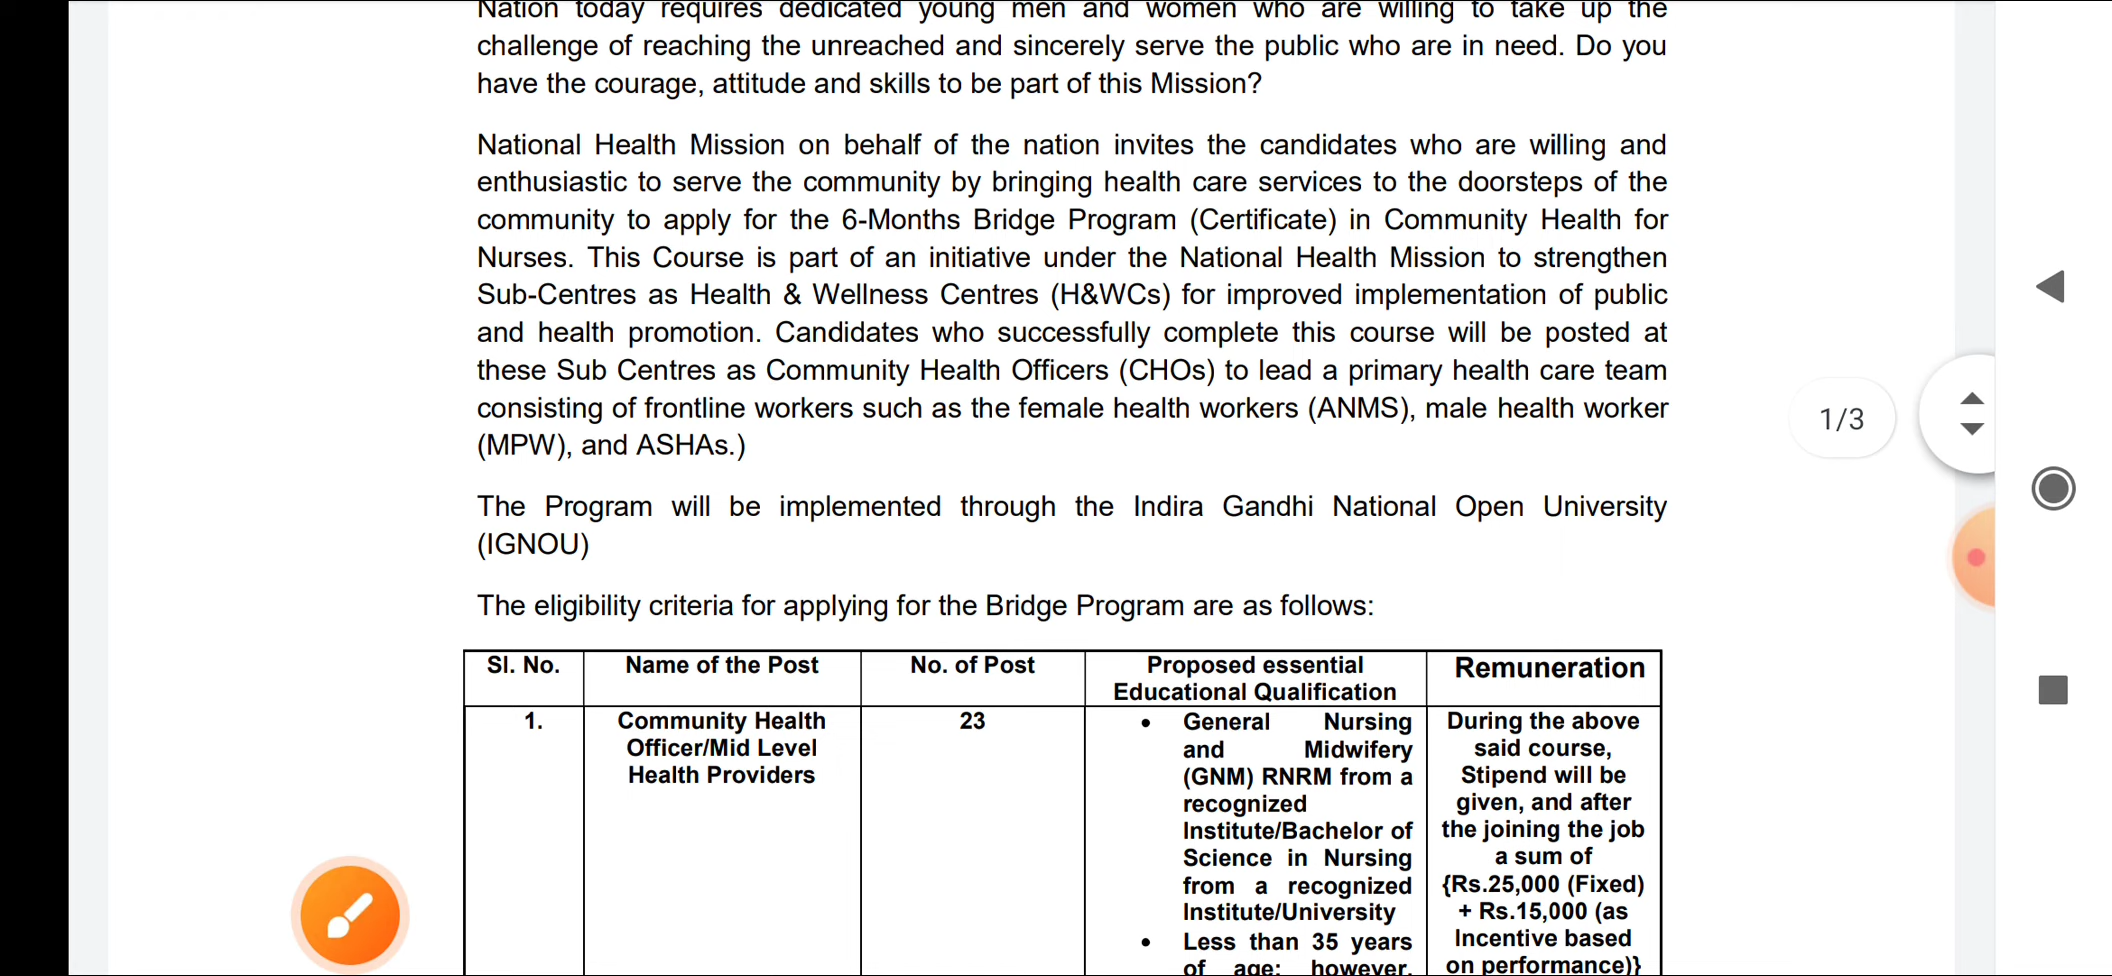 Nation today requires dedicated young men and women who are willing to take up the
challenge of reaching the unreached and sincerely serve the public who are in need. Do you
have the courage, attitude and skills to be part of this Mission?
National Health Mission on behalf of the nation invites the candidates who are willing and
enthusiastic to serve the community by bringing health care services to the doorsteps of the
community to apply for the 6-Months Bridge Program (Certificate) in Community Health for
Nurses. This Course is part of an initiative under the National Health Mission to strengthen
Sub-Centres as Health & Wellness Centres (H&WCs) for improved implementation of public
and health promotion. Candidates who successfully complete this course will be posted at
these Sub Centres as Community Health Officers (CHOs) to lead a primary health care team
consisting of frontline workers such as the female health workers (ANMS), male health worker
(MPW), and ASHAs.)
1/3
The Program will be implemented through the Indira Gandhi National Open University
(IGNOU)
The eligibility criteria for applying for the Bridge Program are as follows:
Sl. No.
Name of the Post
No. of Post
Proposed essential
Educational Qualification
Remuneration
1.
Community Health
Officer/Mid Level
Health Providers
23
• General Nursing
and Midwifery
(GNM) RNRM from a
recognized
Institute/Bachelor of
Science in Nursing
from a recognized
Institute/University
• Less than 35 years
of age; however,
During the above
said course,
Stipend will be
given, and after
the joining the job
a sum of
{Rs.25,000 (Fixed)
+ Rs.15,000 (as
Incentive based
on performance)}